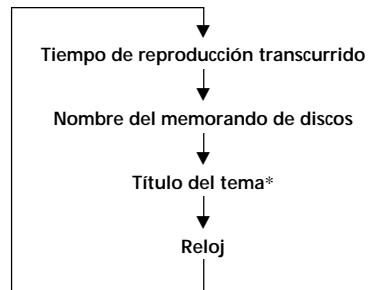 Tiempo de reproducción transcurrido
Nombre del memorando de discos
Título del tema*
Reloj